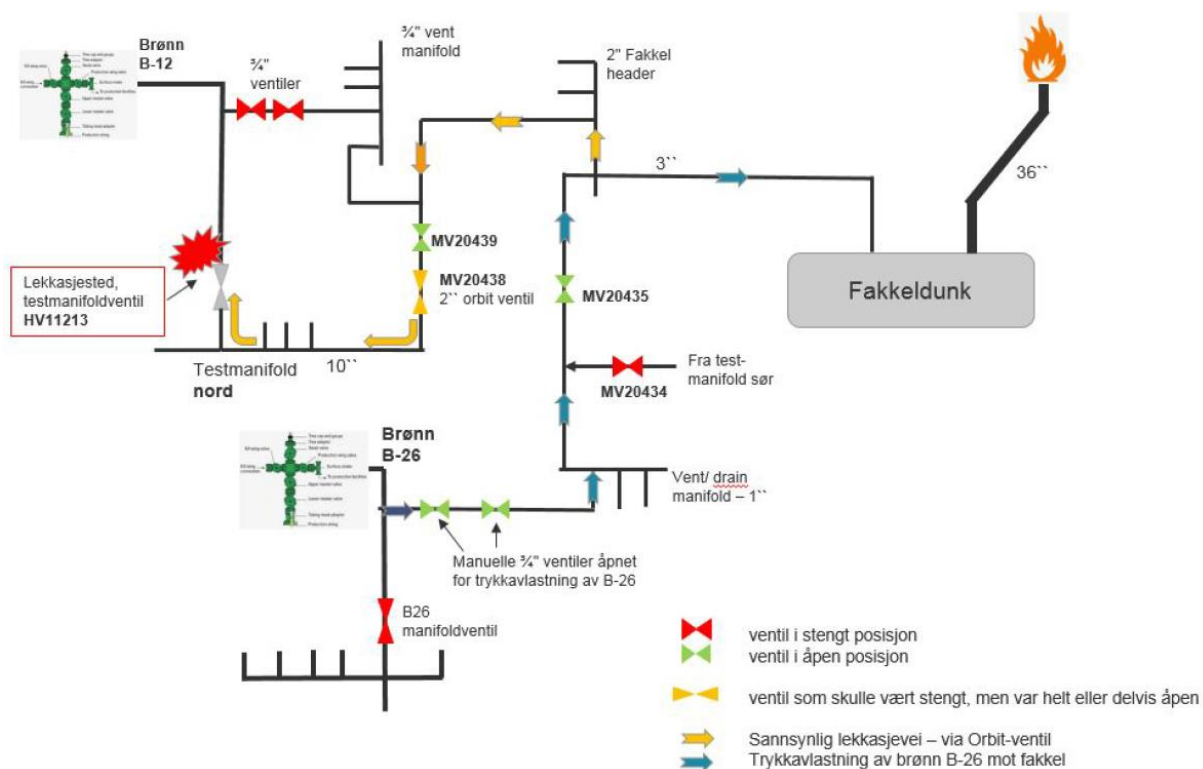 Brønn
B-12
¾" ventiler
¾" vent
manifold
2" Fakkel
header
3``
36``
MV20439
MV20438
2`` orbit ventil
MV20435
Fakkeldunk
Lekkasjested,
testmanifoldventil
HV11213
Testmanifold
nord
10``
MV20434
Fra test-
manifold sør
Brønn
B-26
Vent/ drain
manifold – 1``
Manuelle ¾" ventiler åpnet
for trykkavlastning av B-26
B26
manifoldventil
ventil i stengt posisjon
ventil i åpen posisjon
ventil som skulle vært stengt, men var helt eller delvis åpen
Sannsynlig lekkasjevei – via Orbit-ventil
Trykkavlastning av brønn B-26 mot fakkel